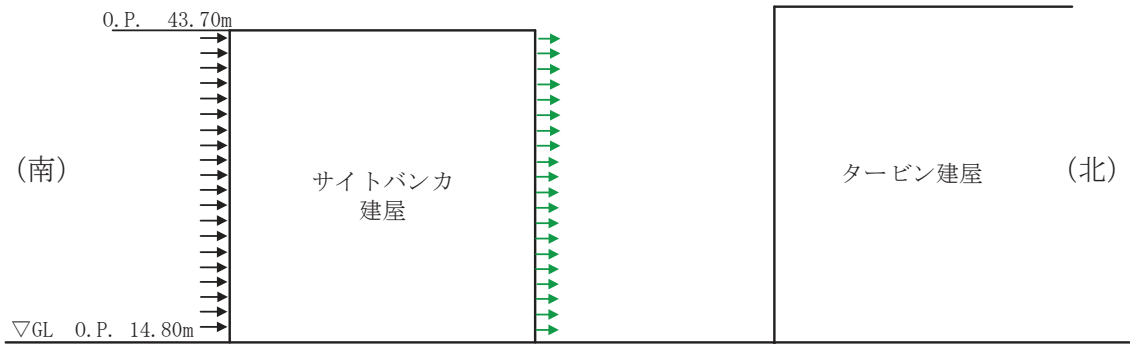 O.P. 43.70m
(南)
サイトバンカ
建屋
タービン建屋
(北)
▽GL O.P. 14.80m